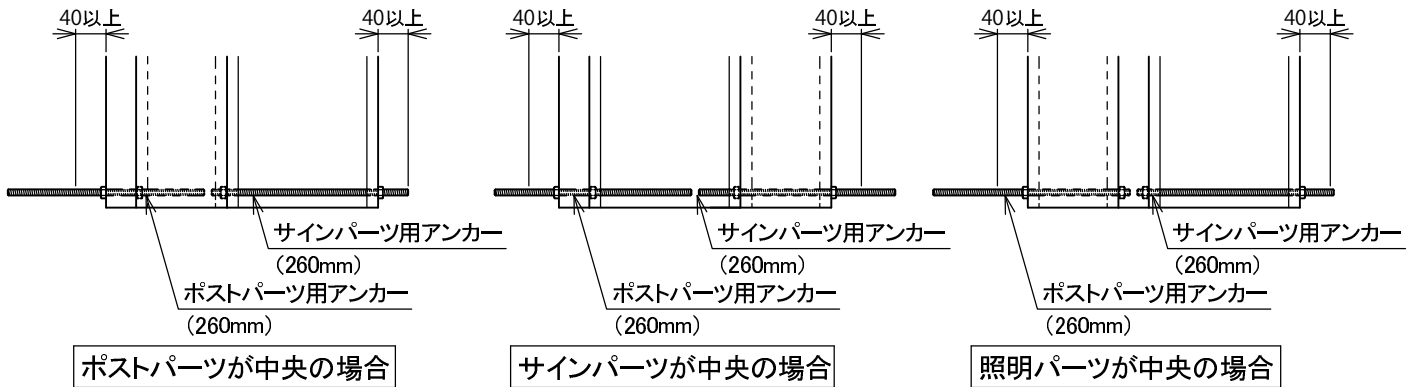 40以上
40以上
サインパーツ用アンカー
（260mm）
ポストパーツ用アンカー
（260mm）
ポストパーツが中央の場合
40以上
40以上
サインパーツ用アンカー
（260mm）
ポストパーツ用アンカー
（260mm）
サインパーツが中央の場合
40以上
40以上
サインパーツ用アンカー
（260mm）
ポストパーツ用アンカー
（260mm）
照明パーツが中央の場合